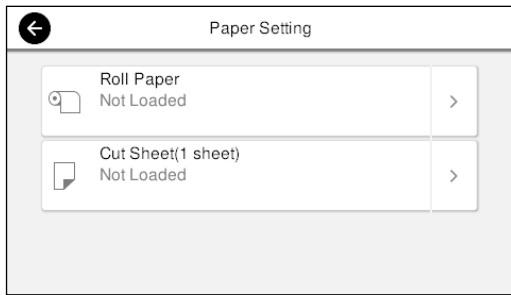 Paper Setting
Roll Paper
Not Loaded
Cut Sheet(1 sheet)
Not Loaded